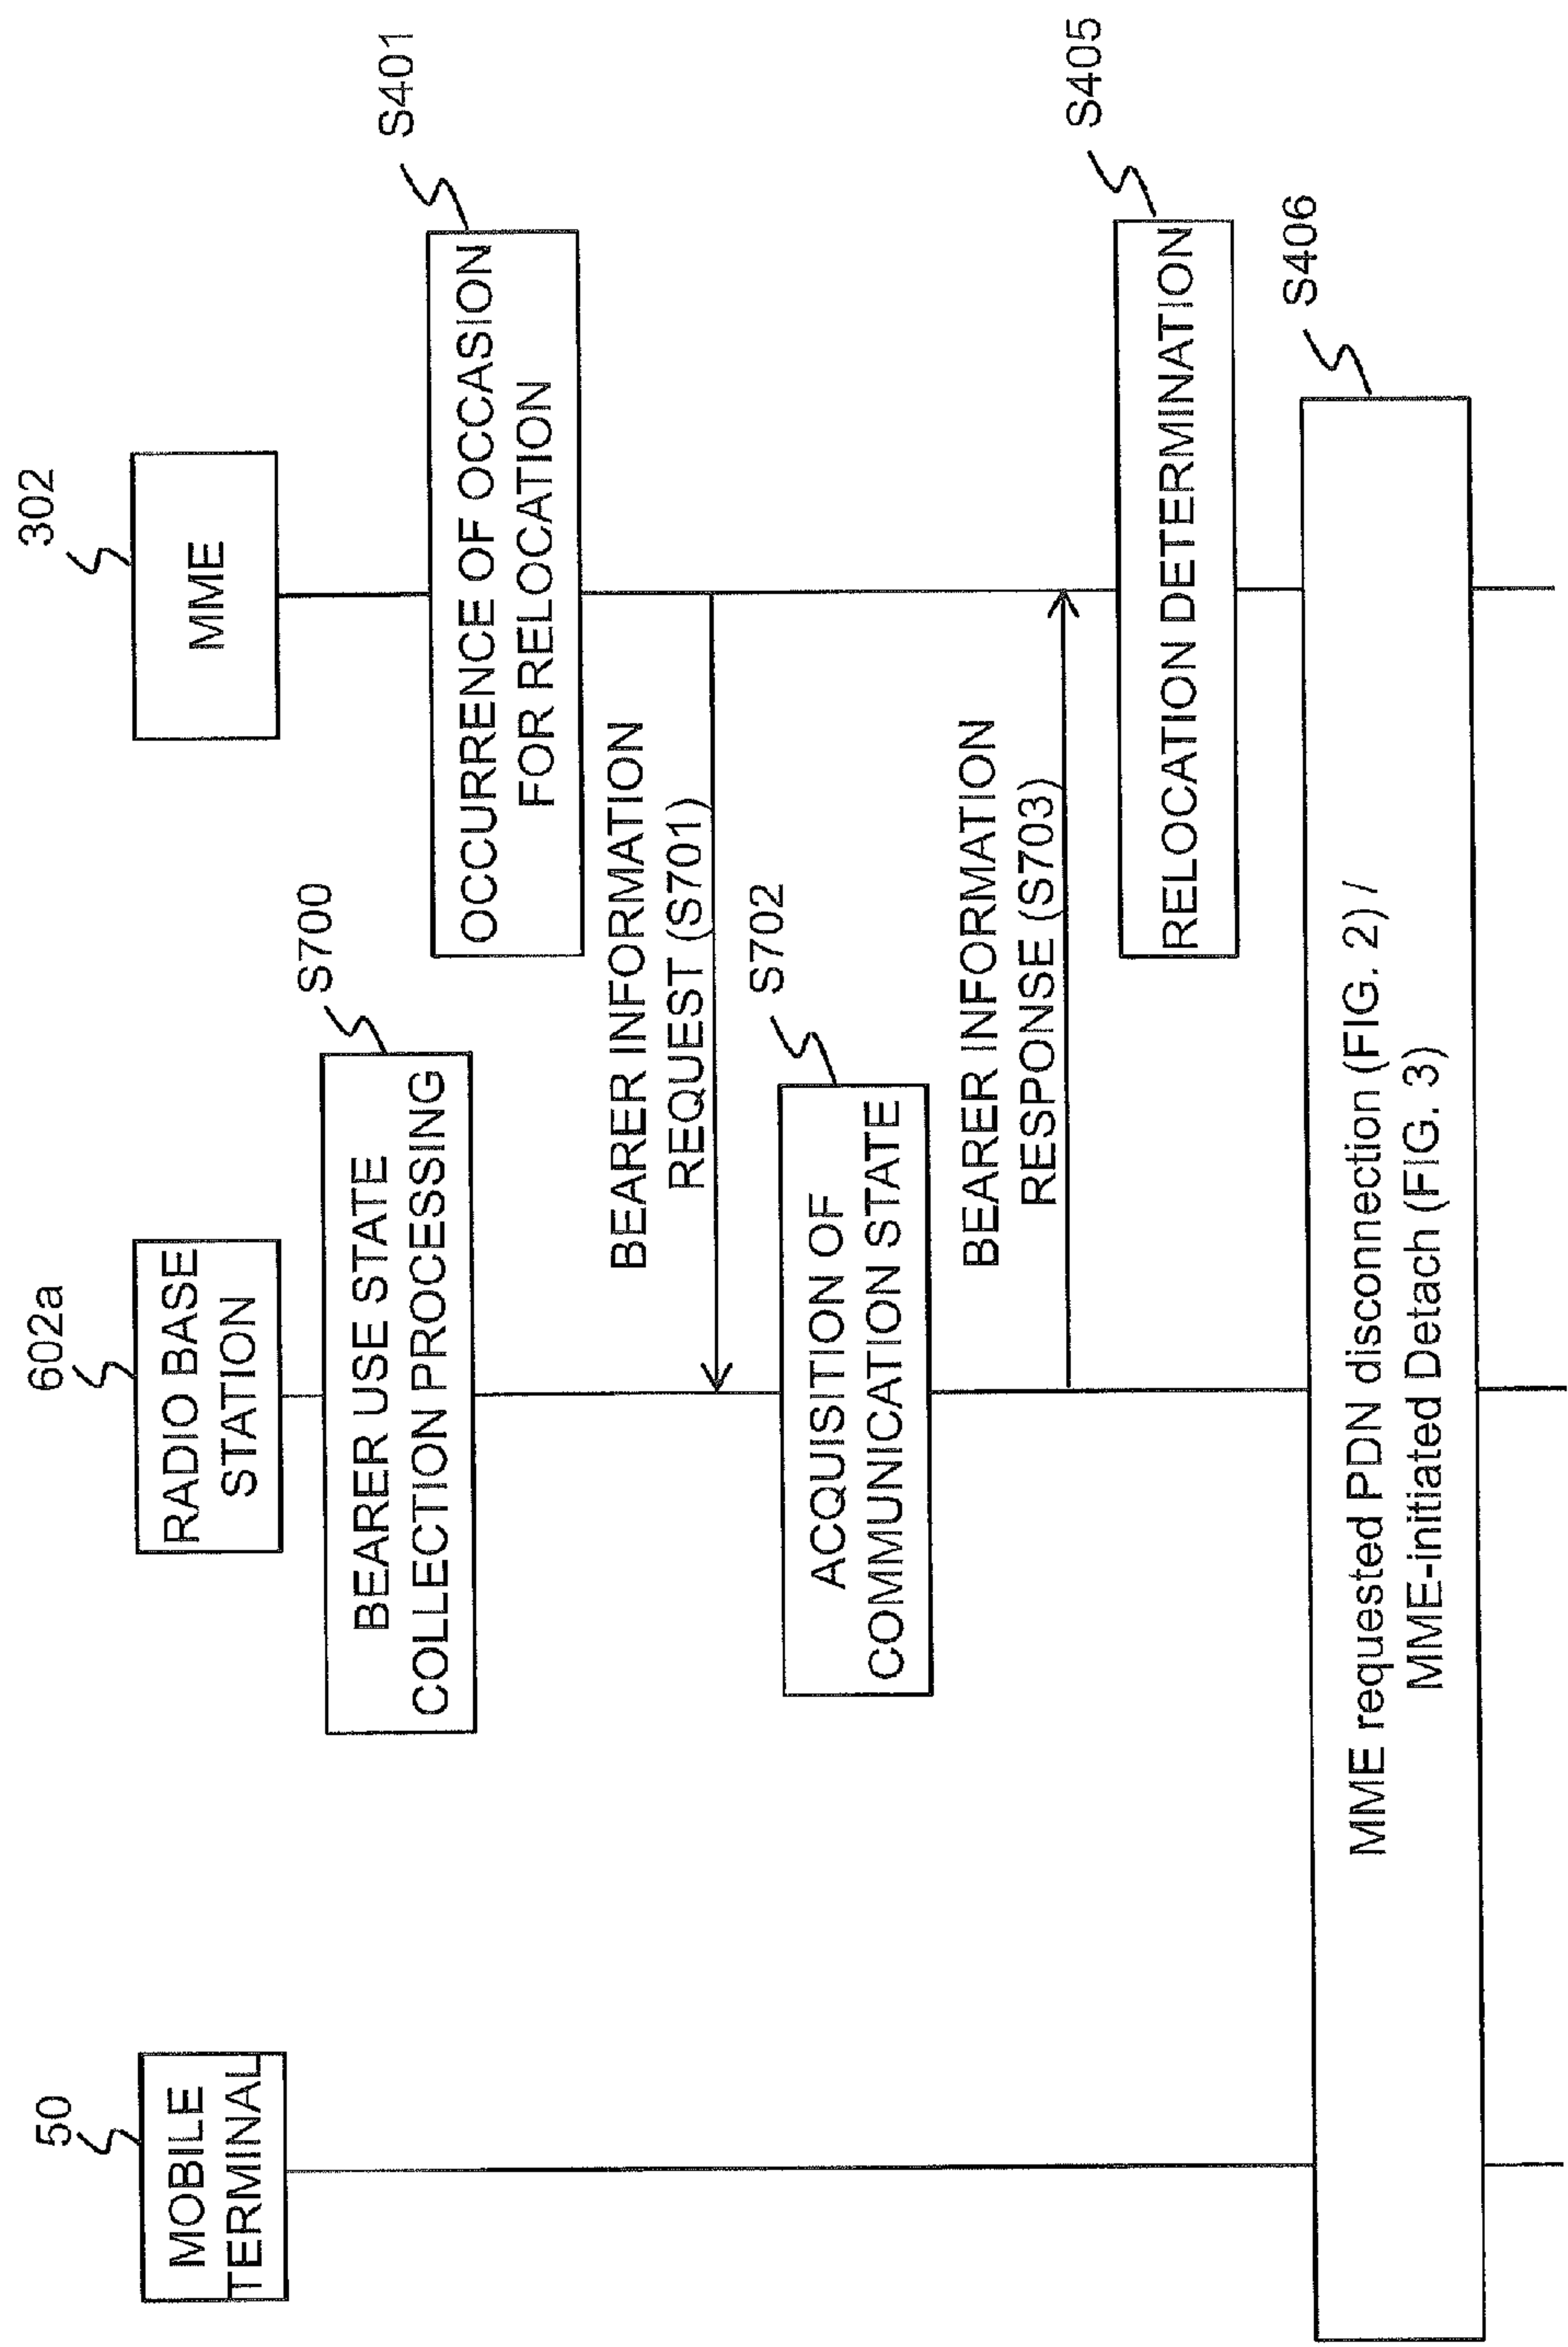 50
MOBILE
TERMINAL
602a
RADIO BASE
STATION
302
MME
S700
BEARER USE STATE
COLLECTION PROCESSING
S401
OCCURRENCE OF OCCASION
FOR RELOCATION
BEARER INFORMATION
REQUEST (S701)
S702
ACQUISITION OF
COMMUNICATION STATE
BEARER INFORMATION
RESPONSE (S703)
S405
RELOCATION DETERMINATION
S406
MME requested PDN disconnection (FIG. 2) /
MME-initiated Detach (FIG. 3)